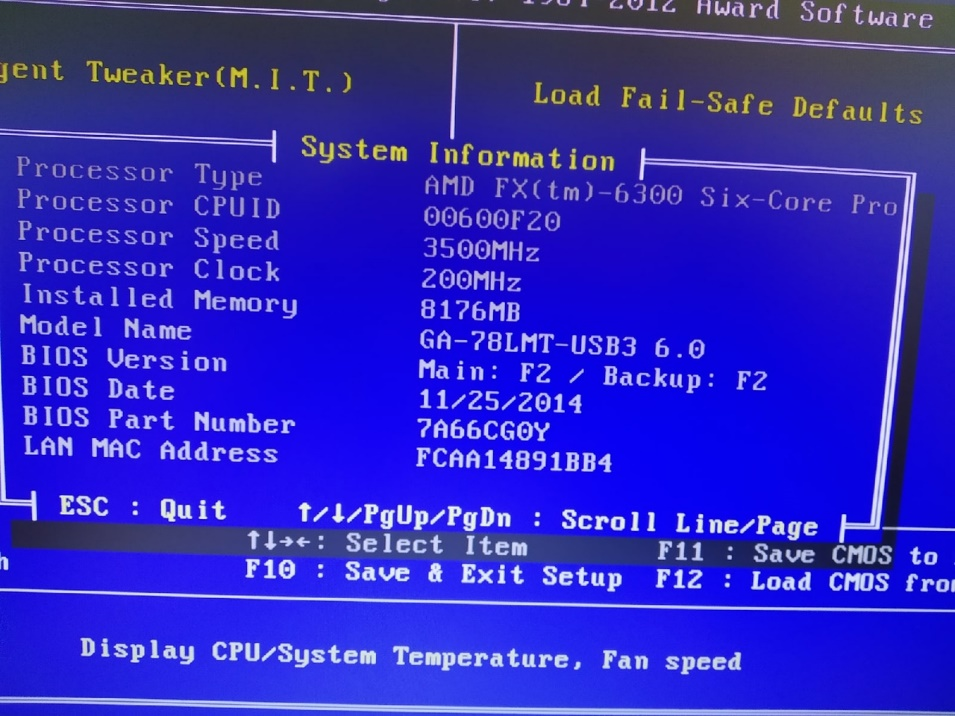 2012 Award Software
gent Tweaker(M.I.T.)
Load Fail-Safe Defaults
System Information
Processor Type AMD FX(tm)-6300 Six-Core Pro
Processor CPUID 00600F20
Processor Speed 3500MHz
Processor Clock 200MHz
Installed Memory 8176MB
Model Name GA-78LMT-USB3 6.0
BIOS Version Main: F2 / Backup: F2
BIOS Date 11/25/2014
BIOS Part Number 7A66CG0Y
LAN MAC Address FCAA14891BB4
ESC : Quit ↑/↓/PgUp/PgDn : Scroll Line/Page
↑↓→←: Select Item F11 : Save CMOS to
h F10 : Save & Exit Setup F12 : Load CMOS fro
Display CPU/System Temperature, Fan speed